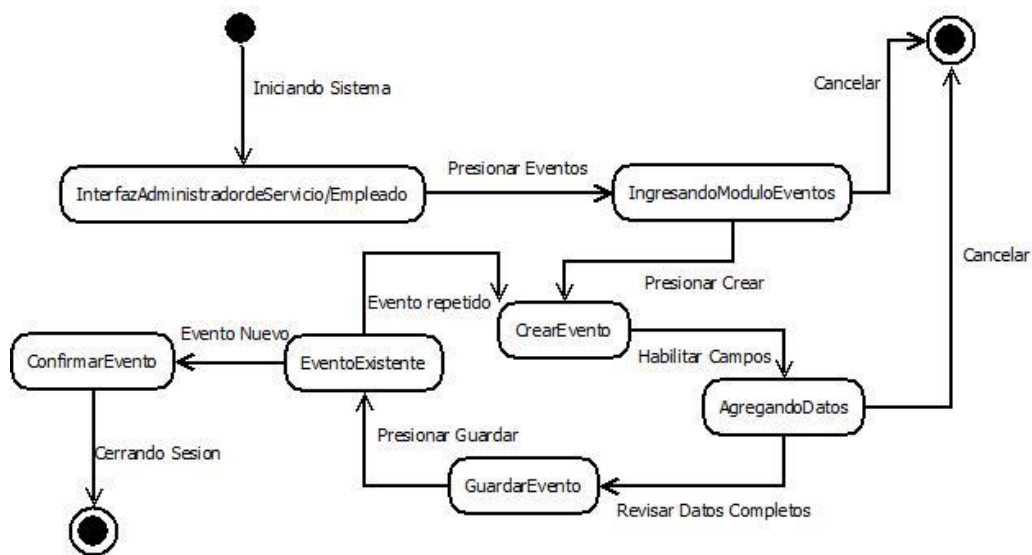 Iniciando Sistema
Cancelar
InterfazAdministradordeServicio/Empleado
Presionar Eventos
IngresandoModuloEventos
Cancelar
Presionar Crear
Evento repetido
CrearEvento
Evento Nuevo
Habilitar Campos
ConfirmarEvento
EventoExistente
AgregandoDatos
Presionar Guardar
Cerrando Sesion
GuardarEvento
Revisar Datos Completos